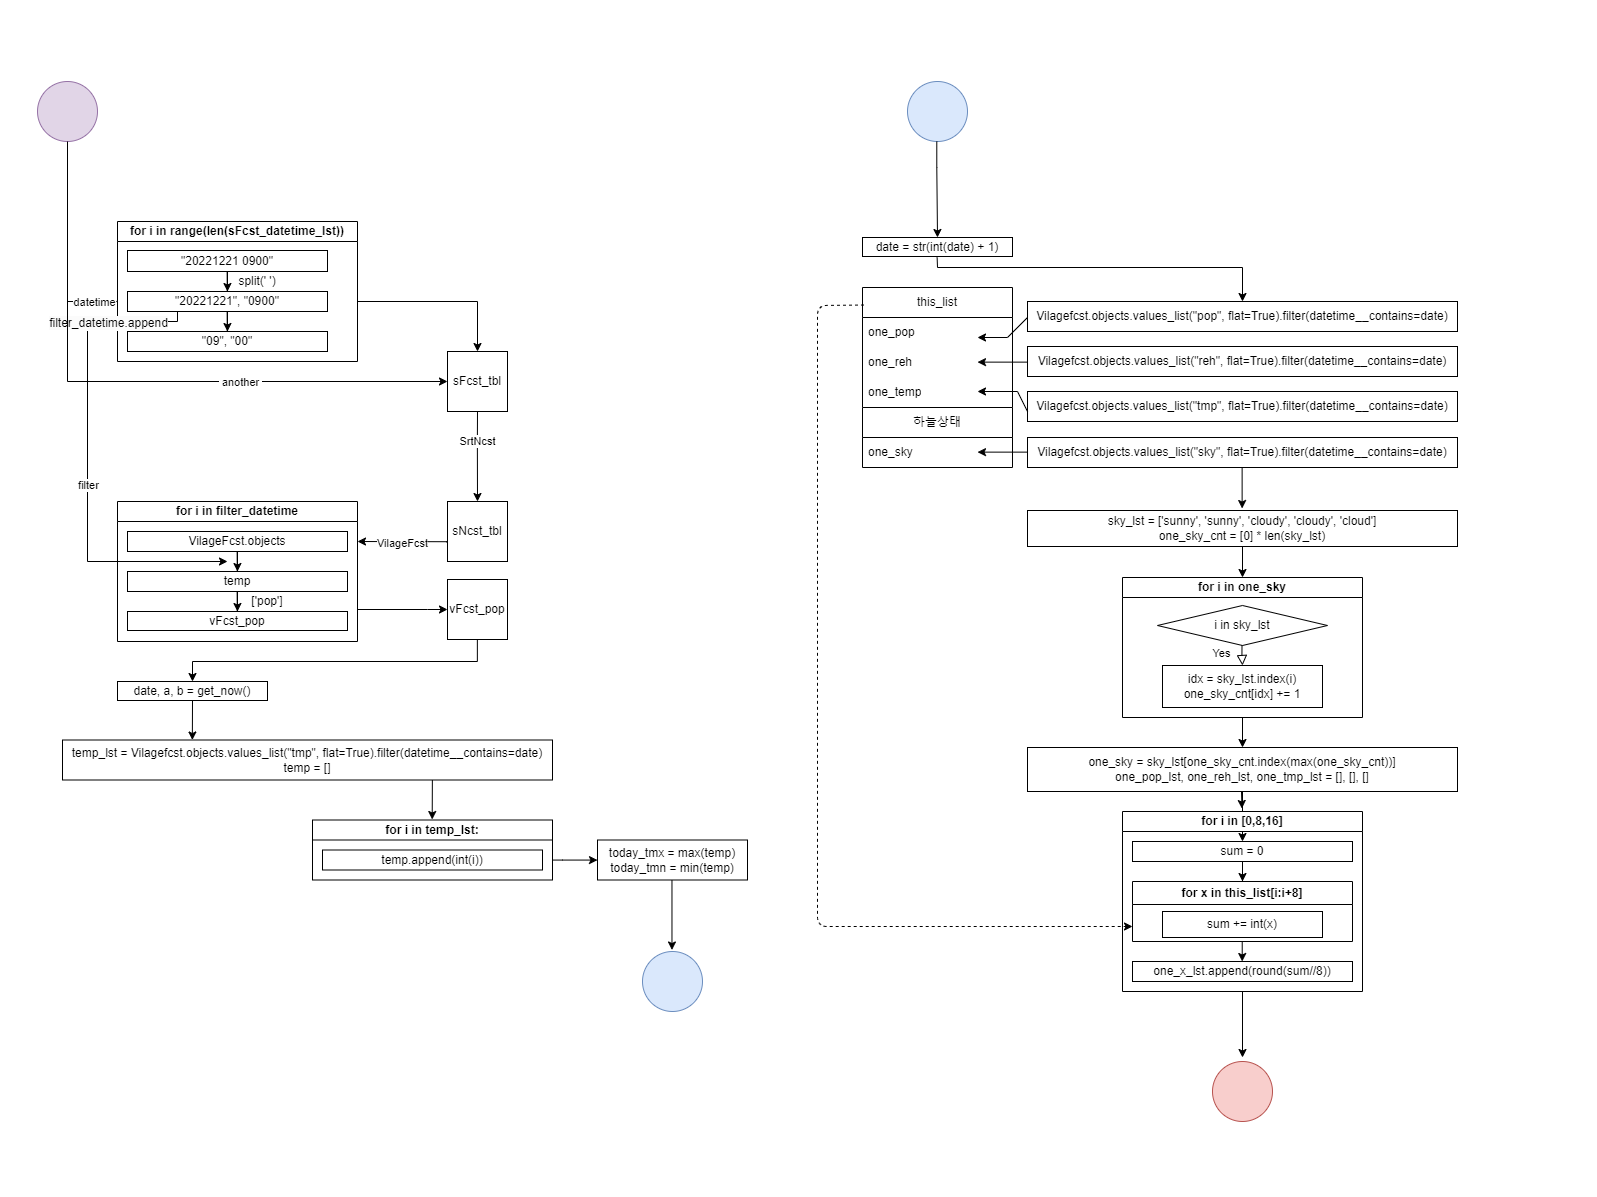 for i in range(len(sFcst_datetime_lst))
"20221221 0900"
split(' ')
"20221221", "0900"
datetime
filter_datetime.append
"09", "00"
another
sFcst_tbl
SrtNcst
filter
for i in filter_datetime
VilageFcst.objects
temp
['pop']
vFcst_pop
sNcst_tbl
VilageFcst
vFcst_pop
date, a, b = get_now()
temp_lst = Vilagefcst.objects.values_list("tmp", flat=True).filter(datetime__contains=date)
temp = []
for i in temp_lst:
temp.append(int(i))
today_tmx = max(temp)
today_tmn = min(temp)
date = str(int(date) + 1)
this_list
one_pop
one_reh
one_temp
하늘상태
one_sky
Vilagefcst.objects.values_list("pop", flat=True).filter(datetime__contains=date)
Vilagefcst.objects.values_list("reh", flat=True).filter(datetime__contains=date)
Vilagefcst.objects.values_list("tmp", flat=True).filter(datetime__contains=date)
Vilagefcst.objects.values_list("sky", flat=True).filter(datetime__contains=date)
sky_lst = ['sunny', 'sunny', 'cloudy', 'cloudy', 'cloud']
one_sky_cnt = [0] * len(sky_lst)
for i in one_sky
i in sky_lst
Yes
idx = sky_lst.index(i)
one_sky_cnt[idx] += 1
one_sky = sky_lst[one_sky_cnt.index(max(one_sky_cnt))]
one_pop_lst, one_reh_lst, one_tmp_lst = [], [], []
for i in [0,8,16]
sum = 0
for x in this_list[i:i+8]
sum += int(x)
one_x_lst.append(round(sum//8))